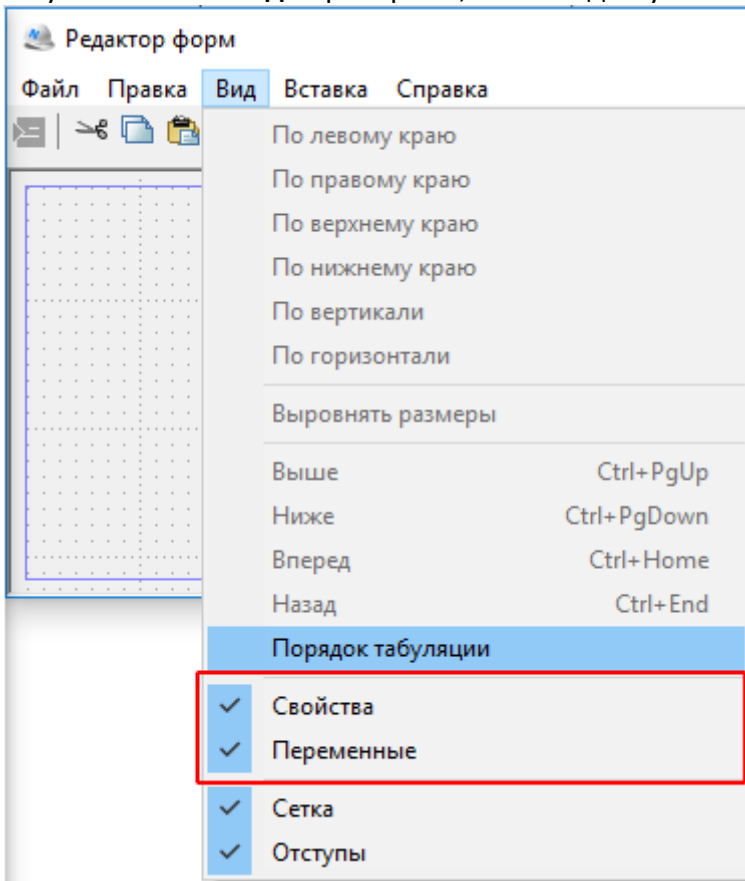 Редактор форм
Файл Правка Вид Вставка Справка
По левому краю
По правому краю
По верхнему краю
По нижнему краю
По вертикали
По горизонтали
Выровнять размеры
Выше Ctrl+PgUp
Ниже Ctrl+PgDown
Вперед Ctrl+Home
Назад Ctrl+End
Порядок табуляции
Свойства
Переменные
Сетка
Отступы